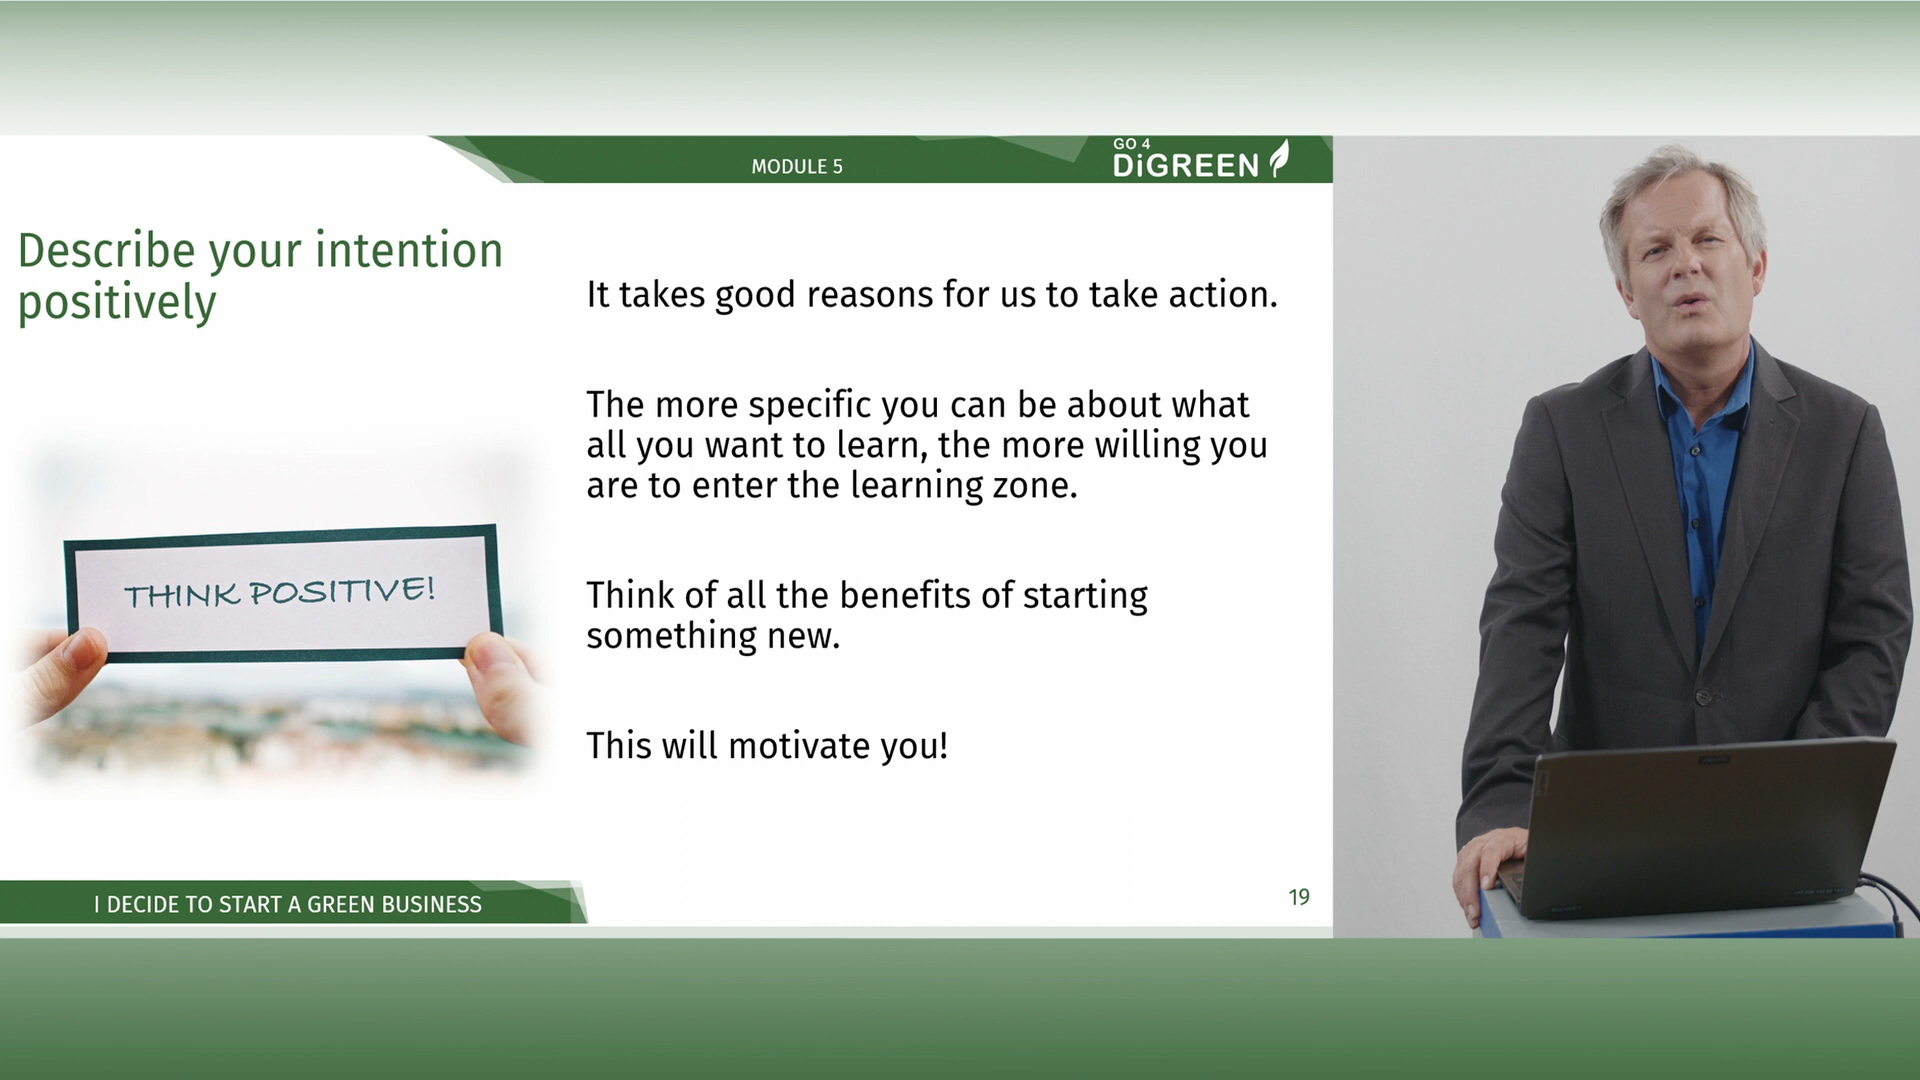 MODULE 5
GO 4
DiGREEN
Describe your intention
positively
It takes good reasons for us to take action.
The more specific you can be about what
all you want to learn, the more willing you
are to enter the learning zone.
Think of all the benefits of starting
something new.
This will motivate you!
THINK POSITIVE!
I DECIDE TO START A GREEN BUSINESS
19